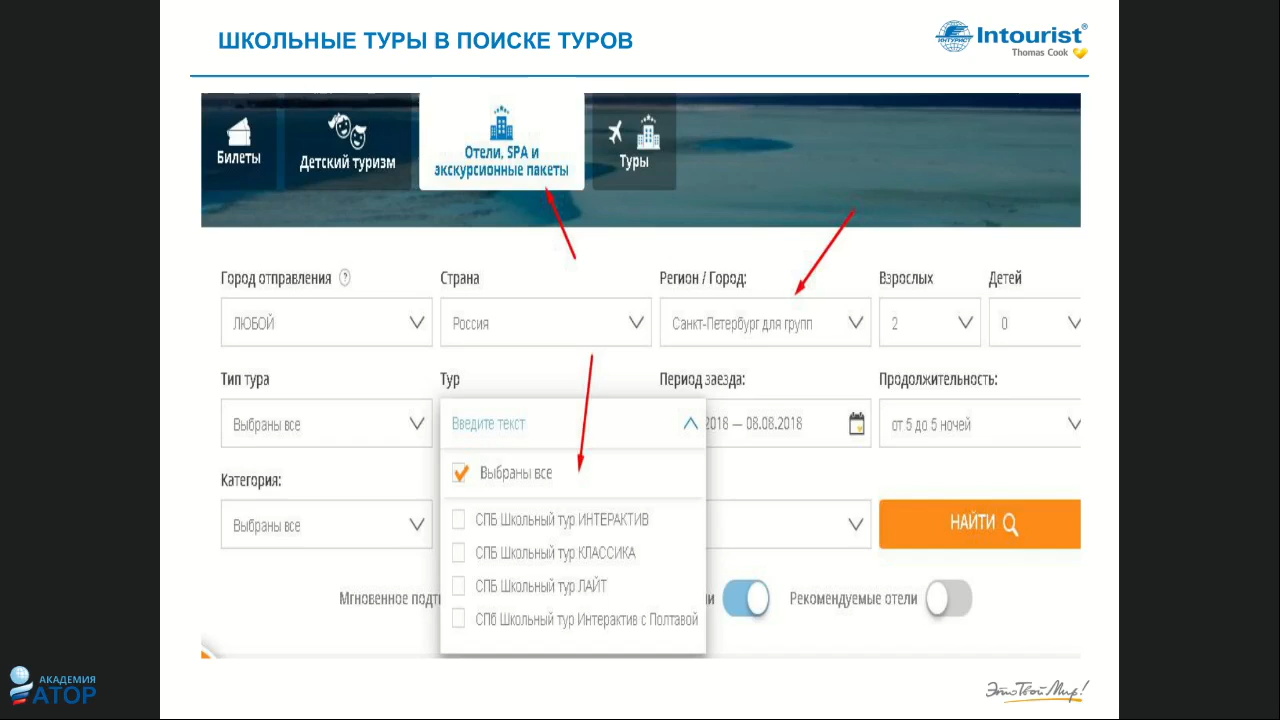 ШКОЛЬНЫЕ ТУРЫ В ПОИСКЕ ТУРОВ
ИНТУРИСТ
Intourist®
Thomas Cook
Билеты
Детский туризм
Отели, SPA и
экскурсионные пакеты
Туры
Город отправления ?
Страна
Регион / Город:
Взрослых
Детей
ЛЮБОЙ
Россия
Санкт-Петербург для групп
2
0
Тип тура
Тур
Период заезда:
Продолжительность:
Выбраны все
Введите текст
2018 — 08.08.2018
от 5 до 5 ночей
Категория:
Выбраны все
Выбраны все
СПБ Школьный тур ИНТЕРАКТИВ
СПБ Школьный тур КЛАССИКА
СПБ Школьный тур ЛАЙТ
СПб Школьный тур Интерактив с Полтавой
НАЙТИ
Мгновенное подт
и
Рекомендуемые отели
АКАДЕМИЯ
АТОР
Это Твой Мир!